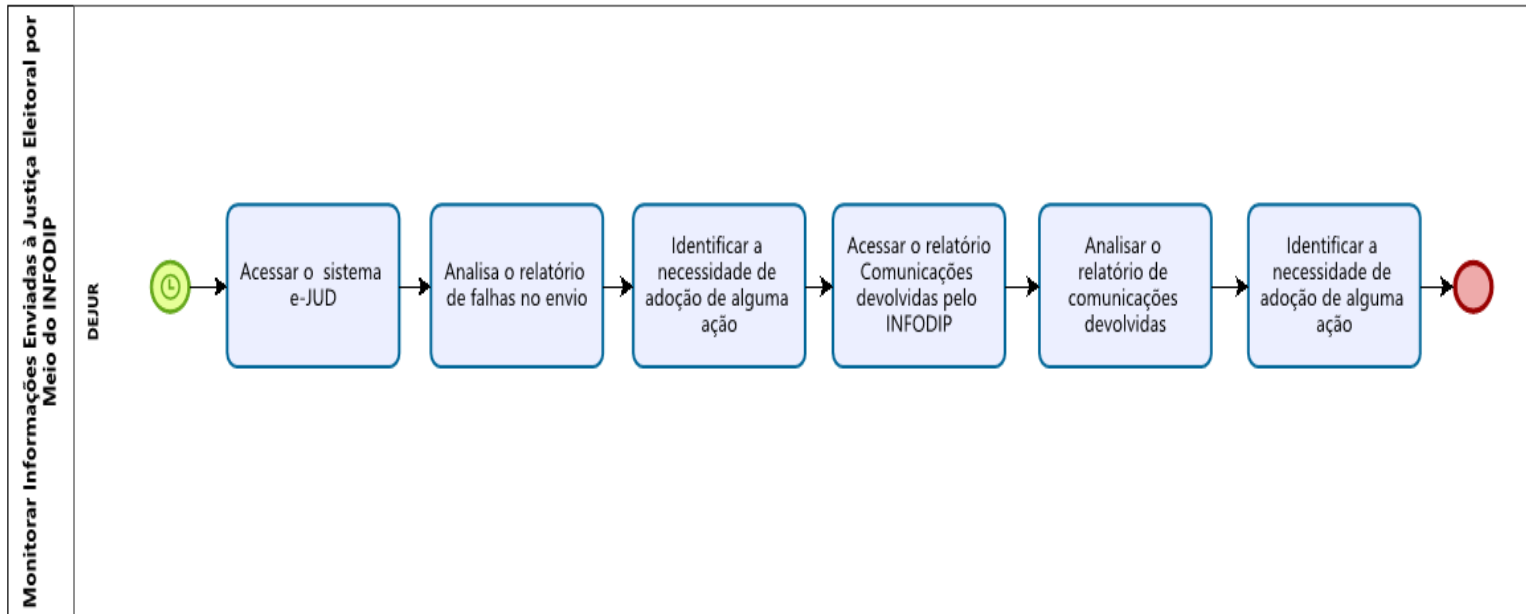 Monitorar Informações Enviadas à Justiça Eleitoral por
Meio do INFODIP
DEJUR
Acessar o  sistema
e-JUD
Analisa o relatório
de falhas no envio
Identificar a
necessidade de
adoção de alguma
ação
Acessar o relatório
Comunicações
devolvidas pelo
INFODIP
Analisar o
relatório de
comunicações
devolvidas
Identificar a
necessidade de
adoção de alguma
ação